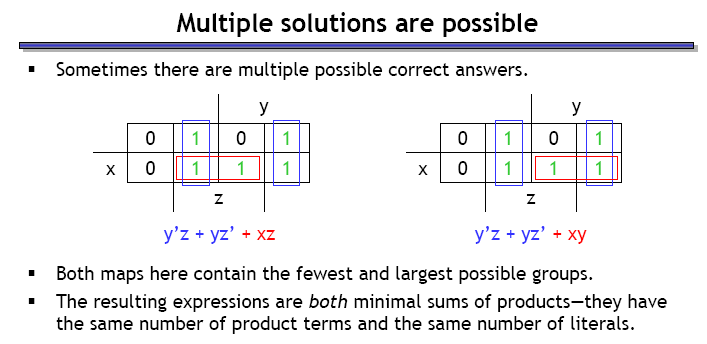 Multiple solutions are possible
▪ Sometimes there are multiple possible correct answers.
y y
0 1 0 1 0 1 0 1
x 0 1 1 1 x 0 1 1 1
z z
y’z + yz’ + xz y’z + yz’ + xy
▪ Both maps here contain the fewest and largest possible groups.
▪ The resulting expressions are both minimal sums of products—they have
the same number of product terms and the same number of literals.